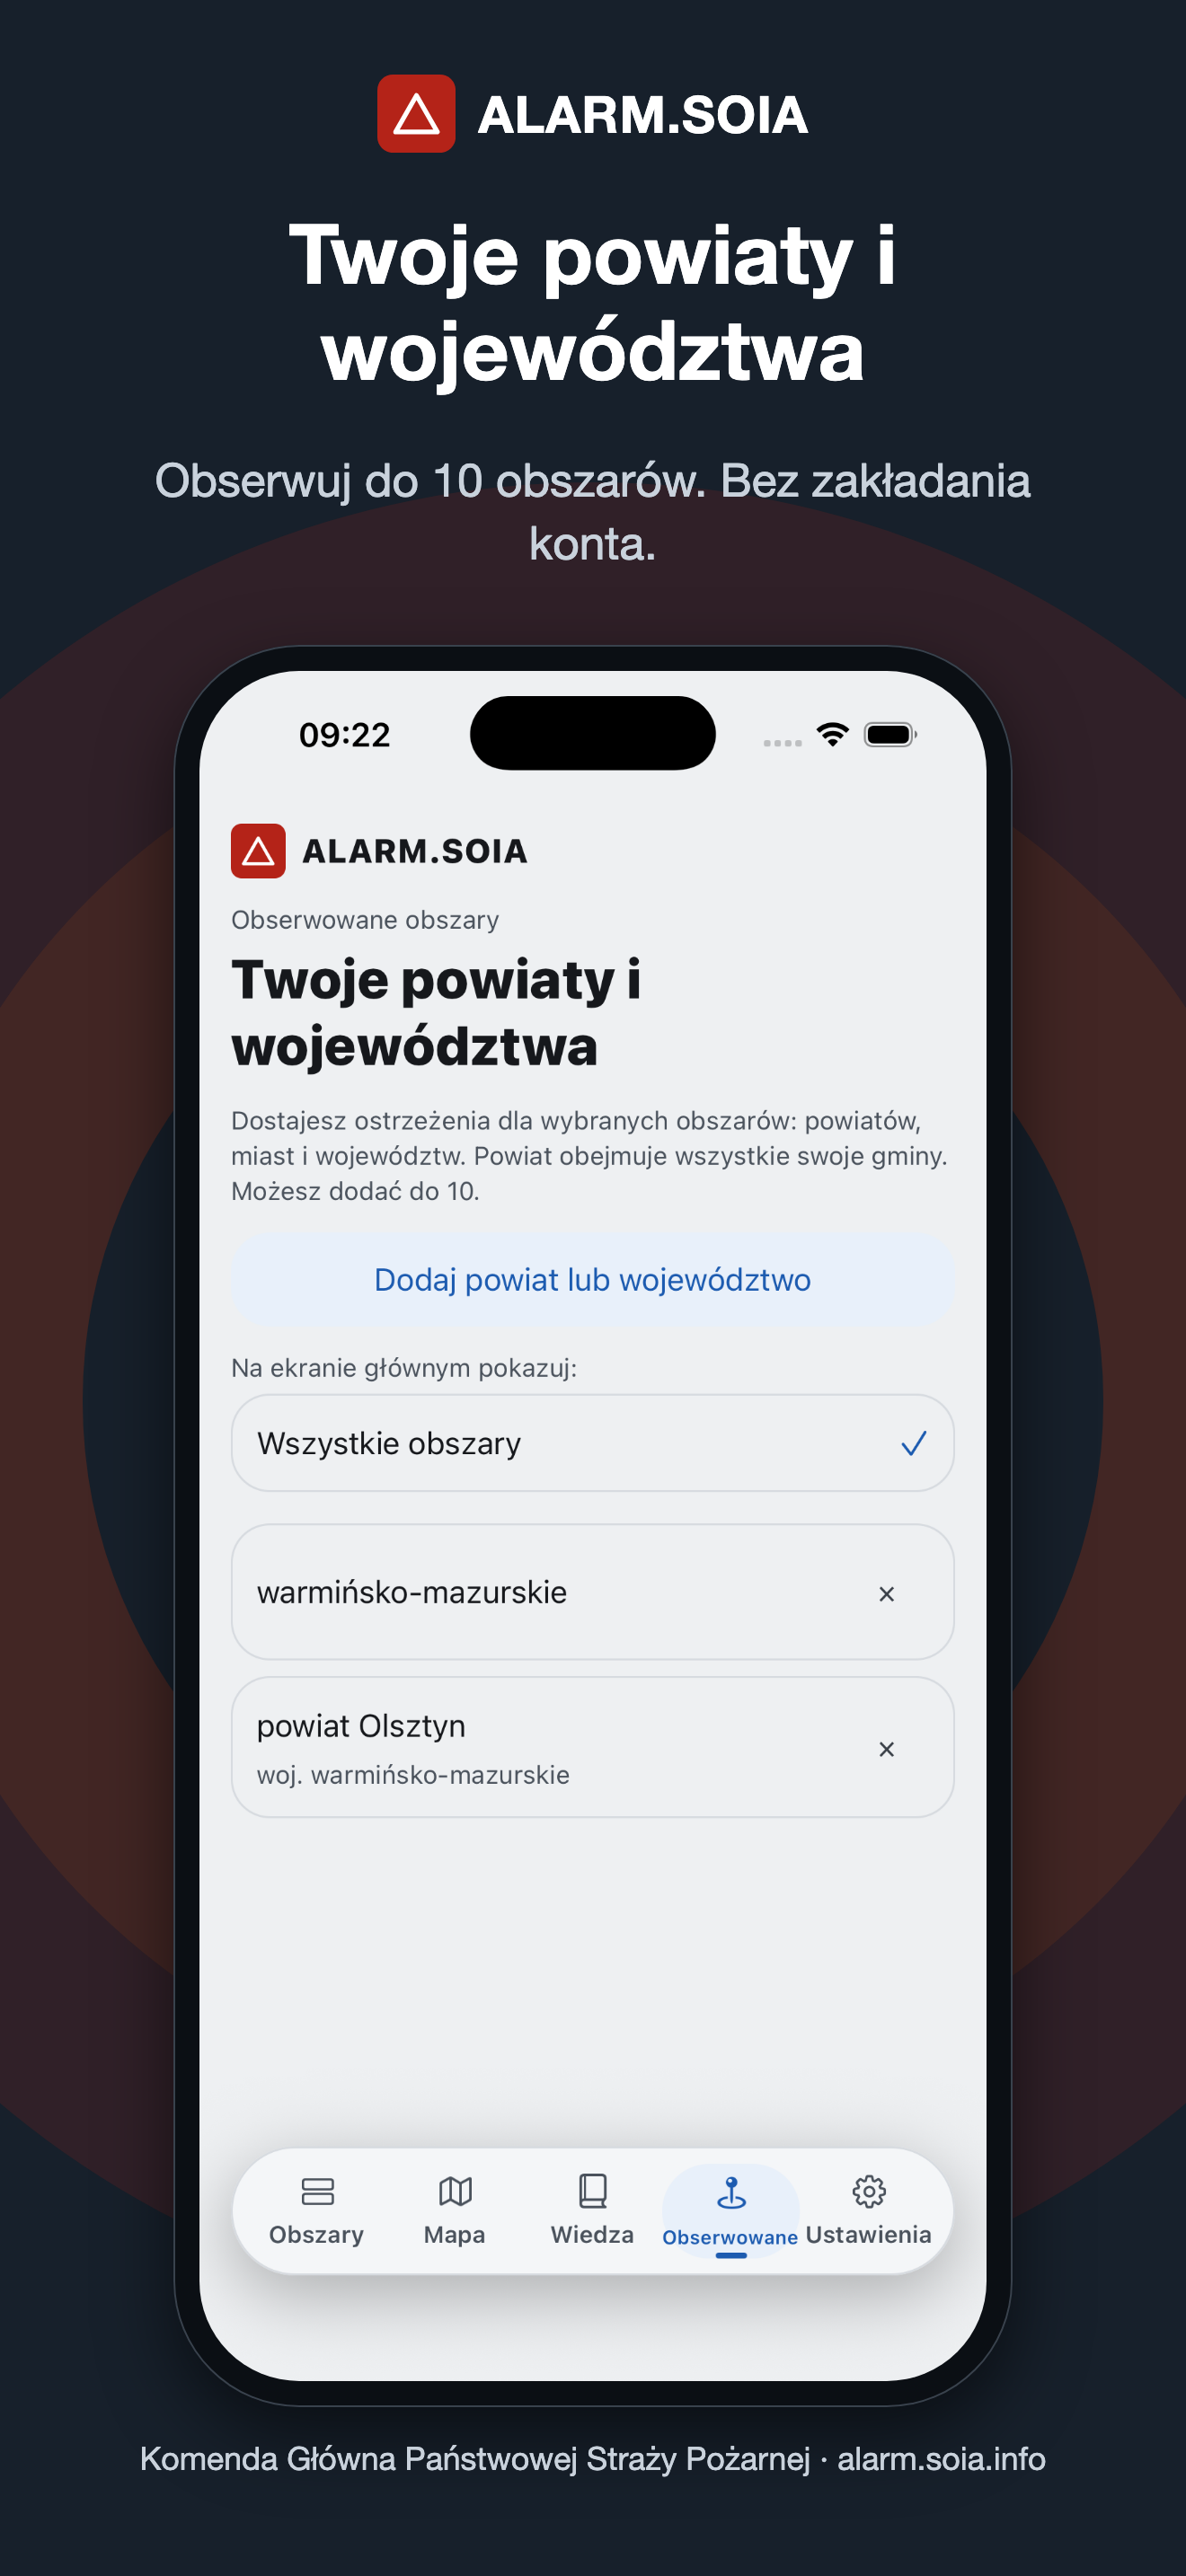 ALARM.SOIA
Twoje powiaty i
województwa
Obserwuj do 10 obszarów. Bez zakładania
konta.
09:22
ALARM.SOIA
Obserwowane obszary
Twoje powiaty i
województwa
Dostajesz ostrzeżenia dla wybranych obszarów: powiatów,
miast i województw. Powiat obejmuje wszystkie swoje gminy.
Możesz dodać do 10.
Dodaj powiat lub województwo
Na ekranie głównym pokazuj:
Wszystkie obszary
warmińsko-mazurskie
powiat Olsztyn
woj. warmińsko-mazurskie
Obszary Mapa Wiedza Obserwowane Ustawienia
Komenda Główna Państwowej Straży Pożarnej · alarm.soia.info